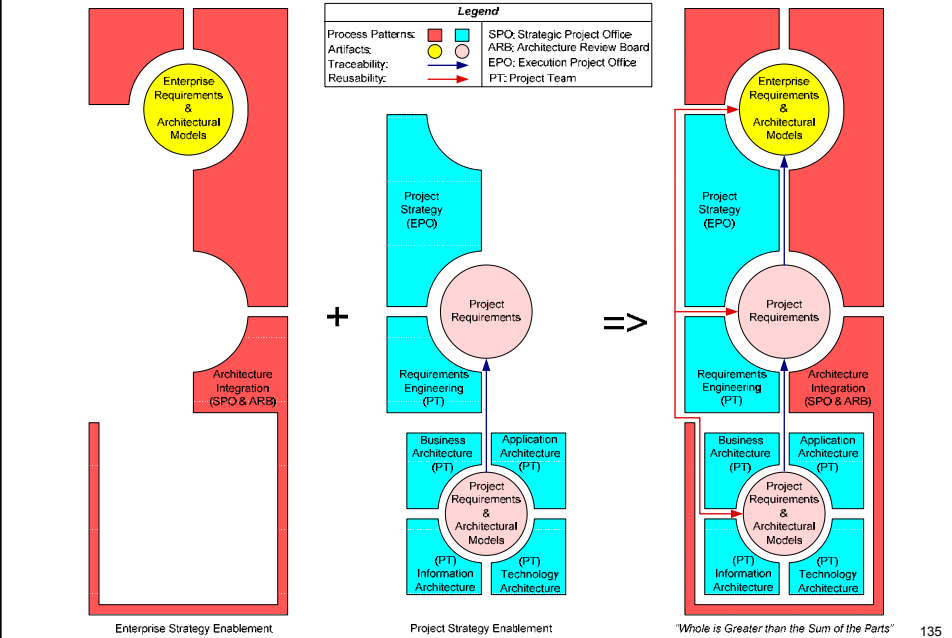 Legend
Process Patterns:
Artifacts:
Traceability:
Reusability:
SPO: Strategic Project Office
ARB: Architecture Review Board
EPO: Execution Project Office
PT: Project Team
Enterprise
Requirements
&
Architectural
Models
Architecture
Integration
(SPO & ARB)
Enterprise Strategy Enablement
+
Project
Strategy
(EPO)
Project
Requirements
Requirements
Engineering
(PT)
Business
Architecture
(PT)
Application
Architecture
(PT)
Project
Requirements
&
Architectural
Models
(PT)
Information
Architecture
(PT)
Technology
Architecture
Project Strategy Enablement
=>
Enterprise
Requirements
&
Architectural
Models
Project
Strategy
(EPO)
Project
Requirements
Requirements
Engineering
(PT)
Architecture
Integration
(SPO & ARB)
Business
Architecture
(PT)
Application
Architecture
(PT)
Project
Requirements
&
Architectural
Models
(PT)
Information
Architecture
(PT)
Technology
Architecture
"Whole is Greater than the Sum of the Parts"
135